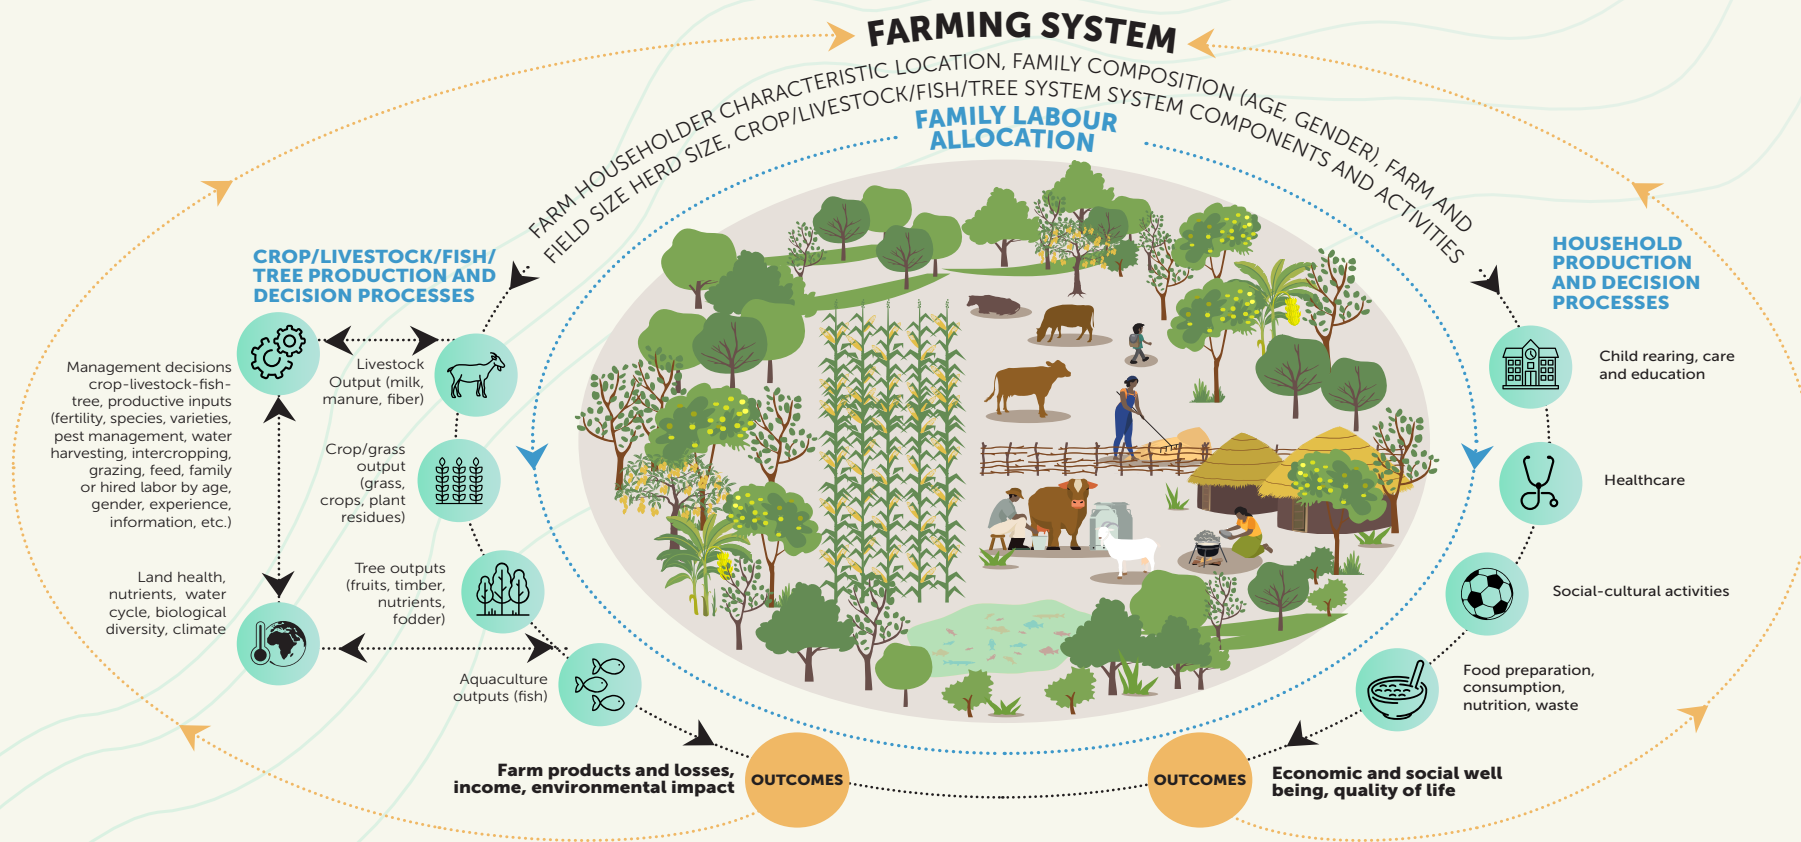 FARMING SYSTEM
FARM HOUSEHOLDER CHARACTERISTIC LOCATION, FAMILY COMPOSITION (AGE, GENDER), FARM AND
FIELD SIZE HERD SIZE, CROP/LIVESTOCK/FISH/TREE SYSTEM SYSTEM COMPONENTS AND ACTIVITIES
FAMILY LABOUR
ALLOCATION
CROP/LIVESTOCK/FISH/
TREE PRODUCTION AND
DECISION PROCESSES
Management decisions
crop-livestock-fish-
tree, productive inputs
(fertility, species, varieties,
pest management, water
harvesting, intercropping,
grazing, feed, family
or hired labor by age,
gender, experience,
information, etc.)
Livestock
Output (milk,
manure, fiber)
Crop/grass
output
(grass,
crops, plant
residues)
Land health,
nutrients, water
cycle, biological
diversity, climate
Tree outputs
(fruits, timber,
nutrients,
fodder)
Aquaculture
outputs (fish)
Farm products and losses,
income, environmental impact
OUTCOMES
HOUSEHOLD
PRODUCTION
AND DECISION
PROCESSES
Child rearing, care
and education
Healthcare
Social-cultural activities
Food preparation,
consumption,
nutrition, waste
OUTCOMES
Economic and social well
being, quality of life